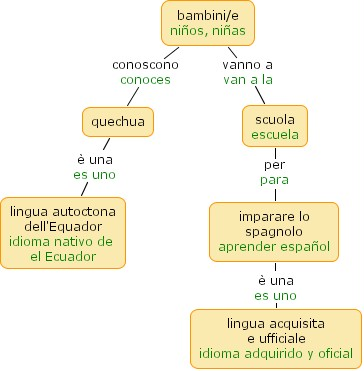 bambini/e
niños, niñas
conoscono
conoces
vanno a
van a la
quechua
scuola
escuela
è una
es uno
per
para
lingua autoctona
dell'Equador
idioma nativo de
el Ecuador
imparare lo
spagnolo
aprender español
è una
es uno
lingua acquisita
e ufficiale
idioma adquirido y oficial